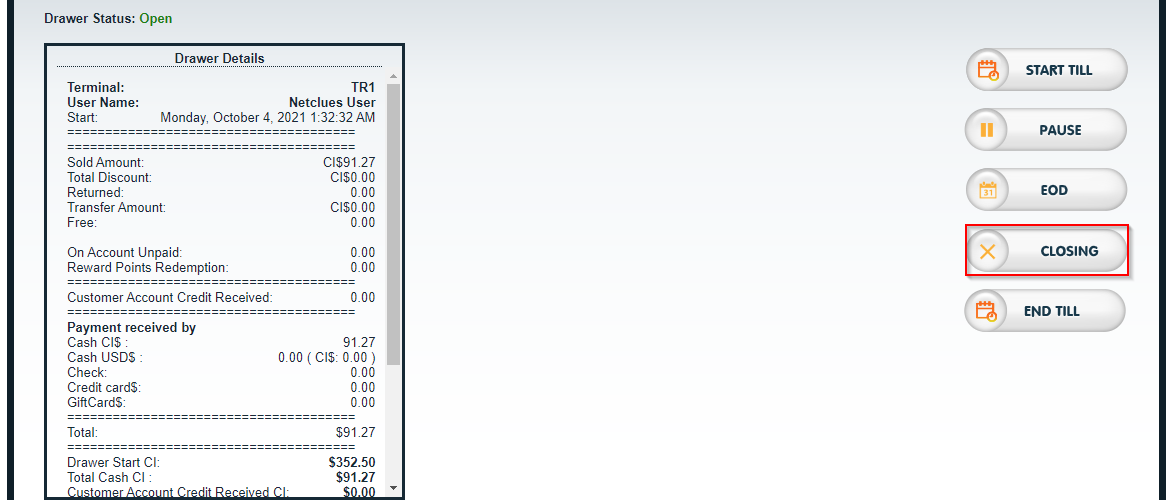 Drawer Status: Open
Drawer Details
Terminal: TR1
User Name: Netclues User
Start: Monday, October 4, 2021 1:32:32 AM
=======================================
=======================================
Sold Amount: CI$91.27
Total Discount: CI$0.00
Returned: 0.00
Transfer Amount: CI$0.00
Free: 0.00
On Account Unpaid: 0.00
Reward Points Redemption: 0.00
=======================================
Customer Account Credit Received: 0.00
=======================================
Payment received by
Cash CI$ : 91.27
Cash USD$ : 0.00 ( CI$: 0.00 )
Check: 0.00
Credit card$: 0.00
GiftCard$: 0.00
=======================================
Total: $91.27
=======================================
Drawer Start CI: $352.50
Total Cash CI : $91.27
Customer Account Credit Received CI: $0.00
START TILL
PAUSE
31 EOD
CLOSING
END TILL